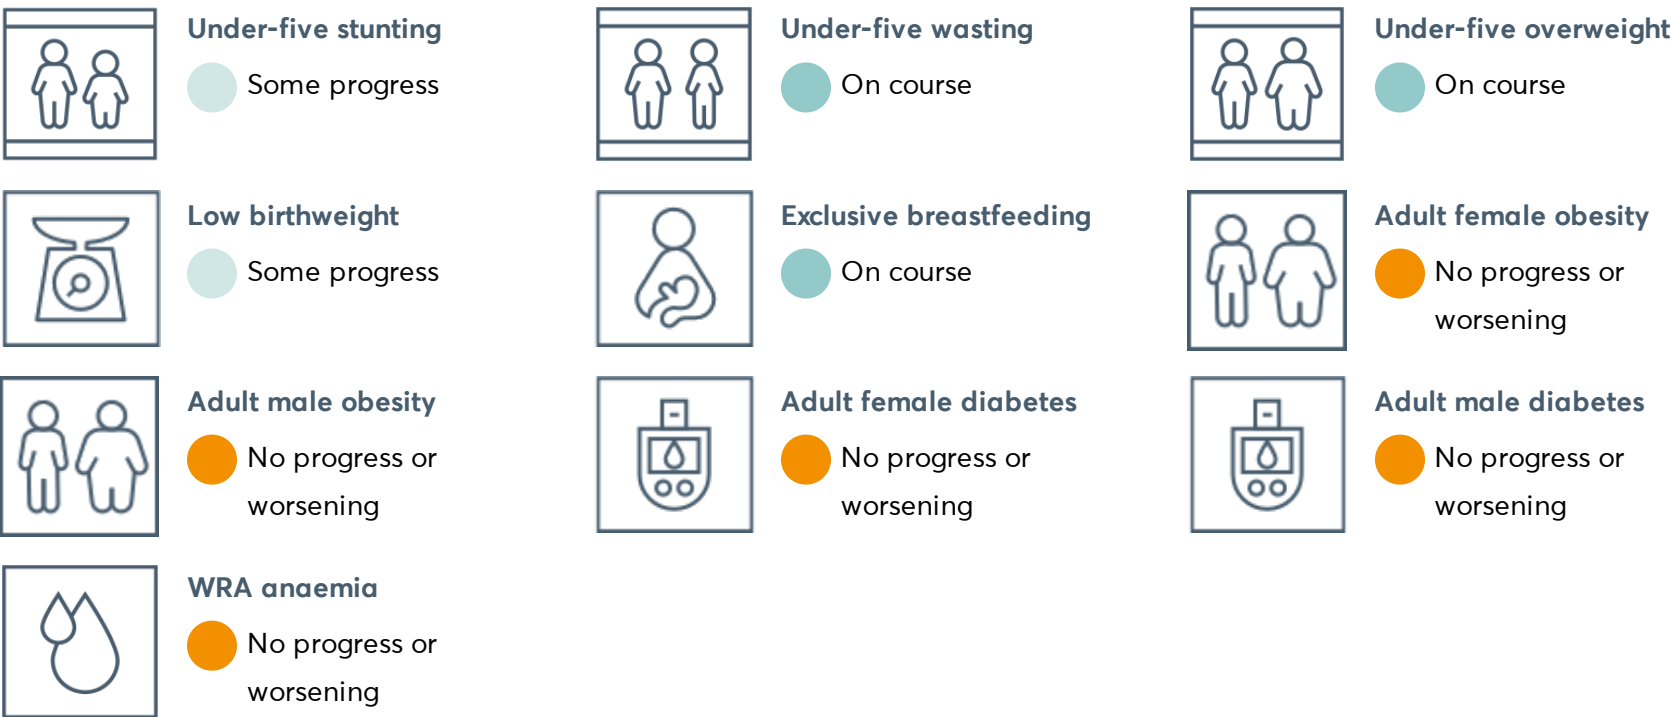 Under-five stunting
Some progress
Under-five wasting
On course
Under-five overweight
On course
Low birthweight
Some progress
Exclusive breastfeeding
On course
Adult female obesity
No progress or
worsening
Adult male obesity
No progress or
worsening
Adult female diabetes
No progress or
worsening
Adult male diabetes
No progress or
worsening
WRA anaemia
No progress or
worsening